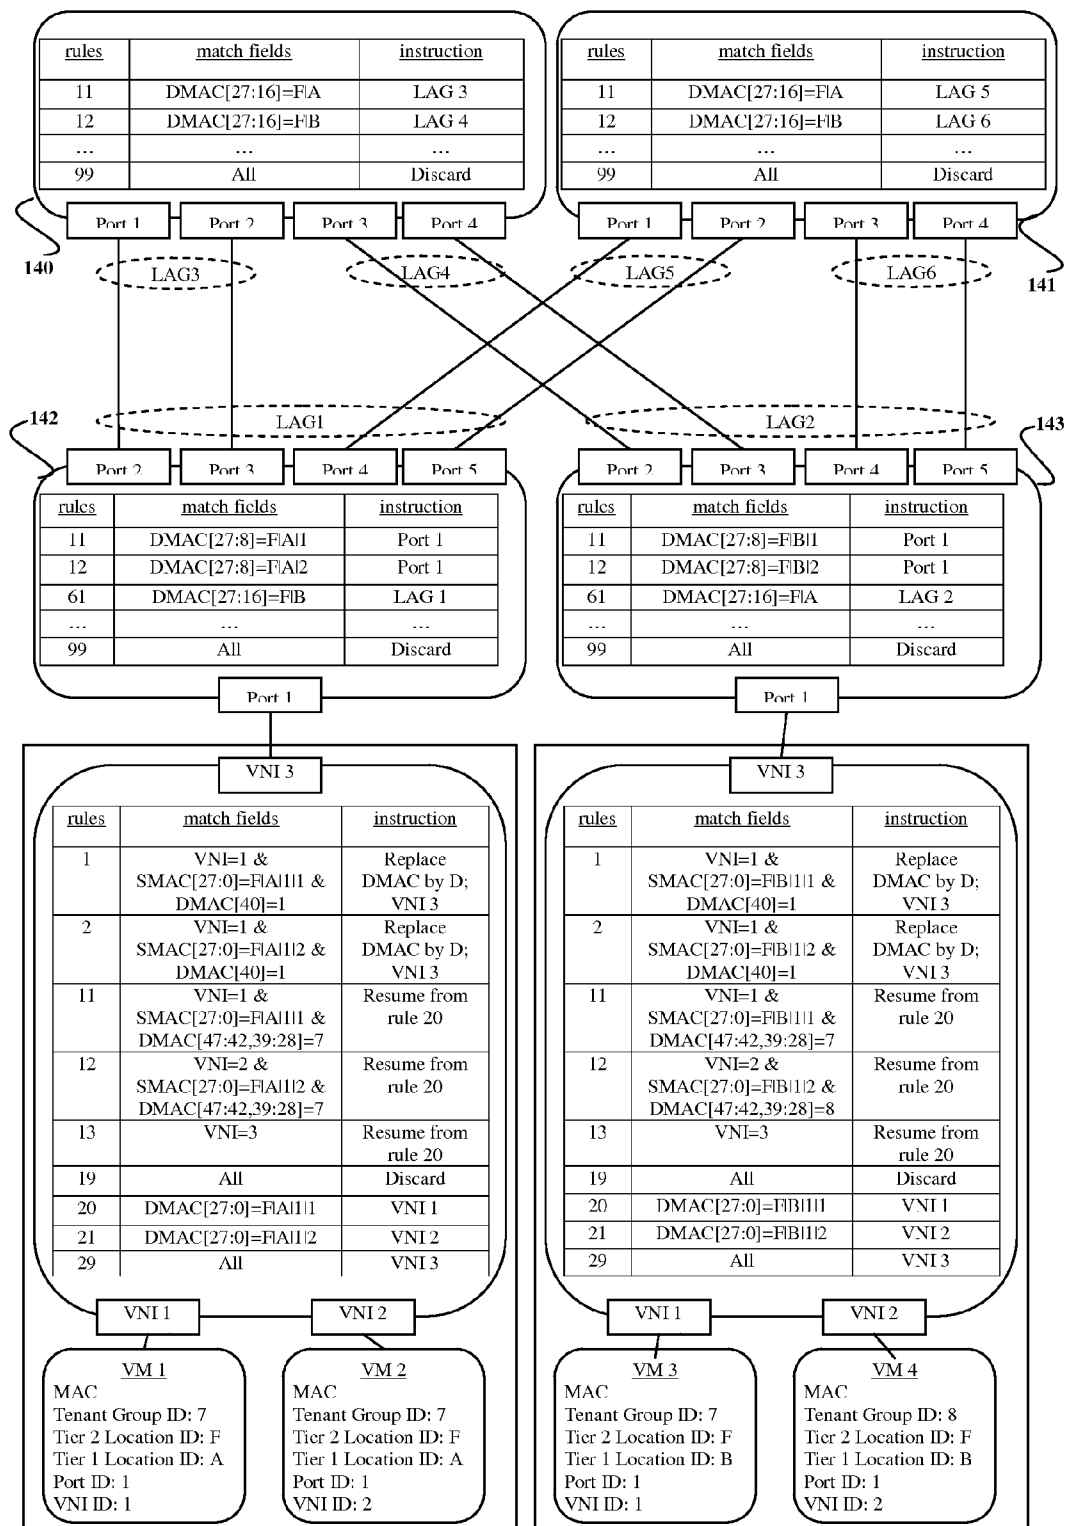 rules match fields instruction
11 DMAC[27:16]=F|A LAG 3
12 DMAC[27:16]=F|B LAG 4
... ... ...
99 All Discard
rules match fields instruction
11 DMAC[27:16]=F|A LAG 5
12 DMAC[27:16]=F|B LAG 6
... ... ...
99 All Discard
Port 1 Port 2 Port 3 Port 4
Port 1 Port 2 Port 3 Port 4
140
LAG3 LAG4 LAG5 LAG6
141
142
LAG1 LAG2
143
Port 2 Port 3 Port 4 Port 5
Port 2 Port 3 Port 4 Port 5
rules match fields instruction
11 DMAC[27:8]=F|A|1 Port 1
12 DMAC[27:8]=F|A|2 Port 1
61 DMAC[27:16]=F|B LAG 1
... ... ...
99 All Discard
rules match fields instruction
11 DMAC[27:8]=F|B|1 Port 1
12 DMAC[27:8]=F|B|2 Port 1
61 DMAC[27:16]=F|A LAG 2
... ... ...
99 All Discard
Port 1
Port 1
VNI 3
rules match fields instruction
1 VNI=1 & Replace
SMAC[27:0]=F|A|1|1 & DMAC by D;
DMAC[40]=1 VNI 3
2 VNI=1 & Replace
SMAC[27:0]=F|A|1|2 & DMAC by D;
DMAC[40]=1 VNI 3
11 VNI=1 & Resume from
SMAC[27:0]=F|A|1|1 & rule 20
DMAC[47:42,39:28]=7
12 VNI=2 & Resume from
SMAC[27:0]=F|A|1|2 & rule 20
DMAC[47:42,39:28]=7
13 VNI=3 Resume from
rule 20
19 All Discard
20 DMAC[27:0]=F|A|1|1 VNI 1
21 DMAC[27:0]=F|A|1|2 VNI 2
29 All VNI 3
VNI 1 VNI 2
VNI 3
rules match fields instruction
1 VNI=1 & Replace
SMAC[27:0]=F|B|1|1 & DMAC by D;
DMAC[40]=1 VNI 3
2 VNI=1 & Replace
SMAC[27:0]=F|B|1|2 & DMAC by D;
DMAC[40]=1 VNI 3
11 VNI=1 & Resume from
SMAC[27:0]=F|B|1|1 & rule 20
DMAC[47:42,39:28]=7
12 VNI=2 & Resume from
SMAC[27:0]=F|B|1|2 & rule 20
DMAC[47:42,39:28]=8
13 VNI=3 Resume from
rule 20
19 All Discard
20 DMAC[27:0]=F|B|1|1 VNI 1
21 DMAC[27:0]=F|B|1|2 VNI 2
29 All VNI 3
VNI 1 VNI 2
VM 1
MAC
Tenant Group ID: 7
Tier 2 Location ID: F
Tier 1 Location ID: A
Port ID: 1
VNI ID: 1
VM 2
MAC
Tenant Group ID: 7
Tier 2 Location ID: F
Tier 1 Location ID: A
Port ID: 1
VNI ID: 2
VM 3
MAC
Tenant Group ID: 7
Tier 2 Location ID: F
Tier 1 Location ID: B
Port ID: 1
VNI ID: 1
VM 4
MAC
Tenant Group ID: 8
Tier 2 Location ID: F
Tier 1 Location ID: B
Port ID: 1
VNI ID: 2